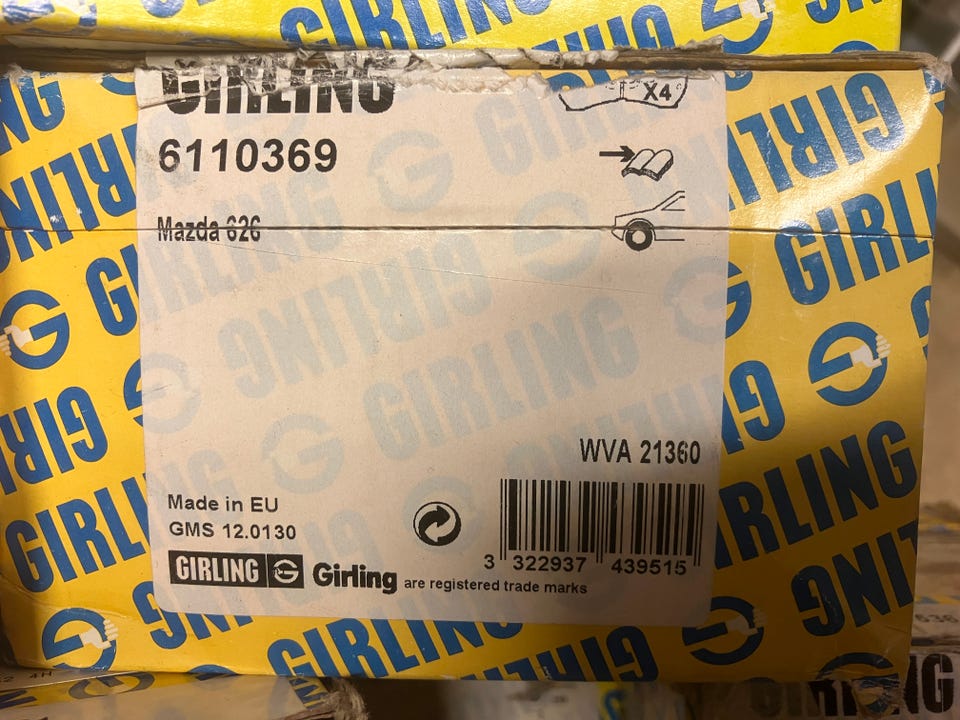 GIRLING
X4
6110369
Mazda 626
WVA 21360
Made in EU
GMS 12.0130
3 322937 439515
GIRLING G Girling are registered trade marks